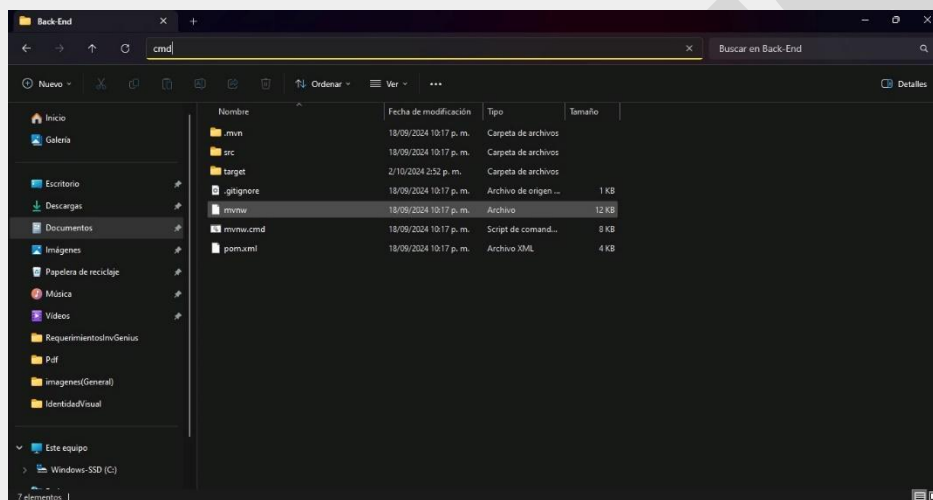 Back-End
cmd
Buscar en Back-End
Nuevo
Ordenar
Ver
Detalles
Inicio
Galería
Escritorio
Descargas
Documentos
Imágenes
Papelera de reciclaje
Música
Vídeos
RequerimientosInvGenius
Pdf
imagenes(General)
IdentidadVisual
Este equipo
Windows-SSD (C:)
Nombre Fecha de modificación Tipo Tamaño
.mvn 18/09/2024 10:17 p. m. Carpeta de archivos
src 18/09/2024 10:17 p. m. Carpeta de archivos
target 2/10/2024 2:52 p. m. Carpeta de archivos
.gitignore 18/09/2024 10:17 p. m. Archivo de origen ... 1 KB
mvnw 18/09/2024 10:17 p. m. Archivo 12 KB
mvnw.cmd 18/09/2024 10:17 p. m. Script de comand... 8 KB
pom.xml 18/09/2024 10:17 p. m. Archivo XML 4 KB
7 elementos